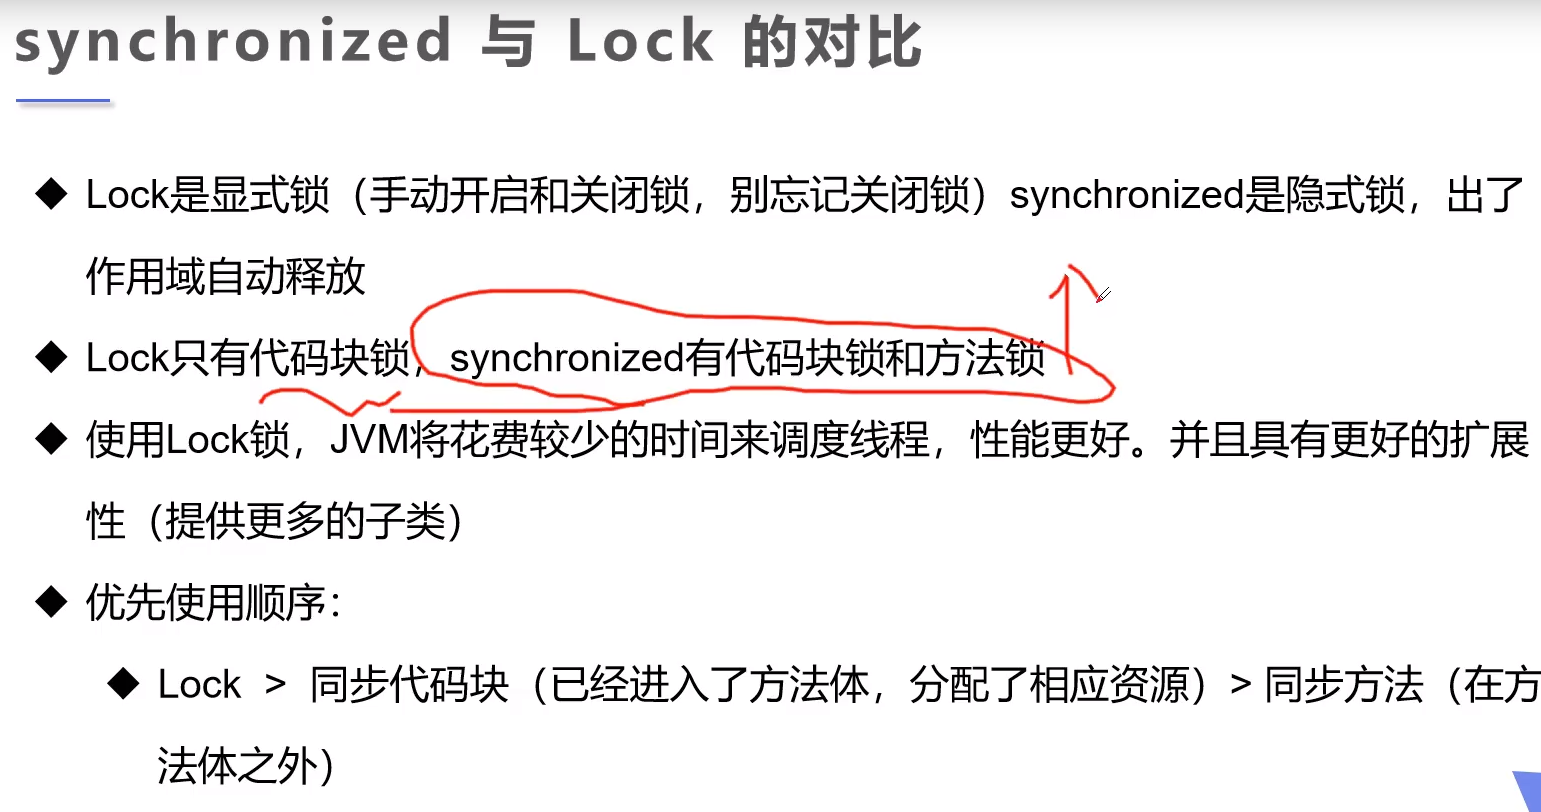 synchronized 与 Lock 的对比
◆ Lock是显式锁（手动开启和关闭锁，别忘记关闭锁）synchronized是隐式锁，出了
作用域自动释放
◆ Lock只有代码块锁，synchronized有代码块锁和方法锁
◆ 使用Lock锁，JVM将花费较少的时间来调度线程，性能更好。并且具有更好的扩展
性（提供更多的子类）
◆ 优先使用顺序：
◆ Lock > 同步代码块（已经进入了方法体，分配了相应资源）> 同步方法（在方
法体之外）